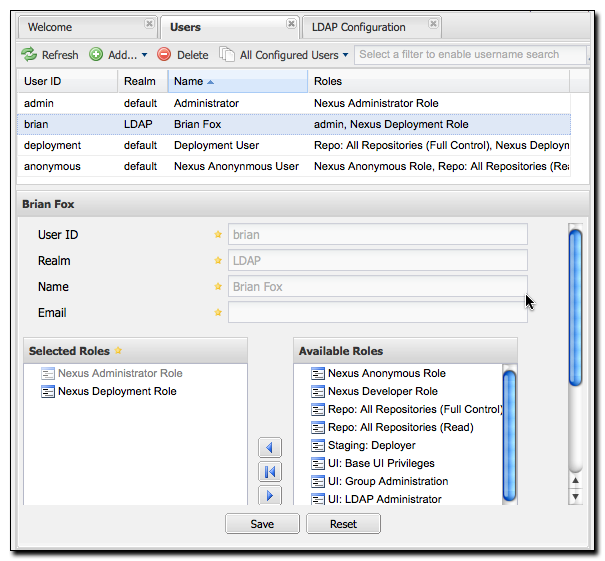 Welcome Users LDAP Configuration
Refresh Add... Delete All Configured Users Select a filter to enable username search
User ID Realm Name Roles
admin default Administrator Nexus Administrator Role
brian LDAP Brian Fox admin, Nexus Deployment Role
deployment default Deployment User Repo: All Repositories (Full Control), Nexus Deploym
anonymous default Nexus Anonynmous User Nexus Anonymous Role, Repo: All Repositories (Rea
Brian Fox
User ID brian
Realm LDAP
Name Brian Fox
Email
Selected Roles
Nexus Administrator Role
Nexus Deployment Role
Available Roles
Nexus Anonymous Role
Nexus Developer Role
Repo: All Repositories (Full Control)
Repo: All Repositories (Read)
Staging: Deployer
UI: Base UI Privileges
UI: Group Administration
UI: LDAP Administrator
Save Reset